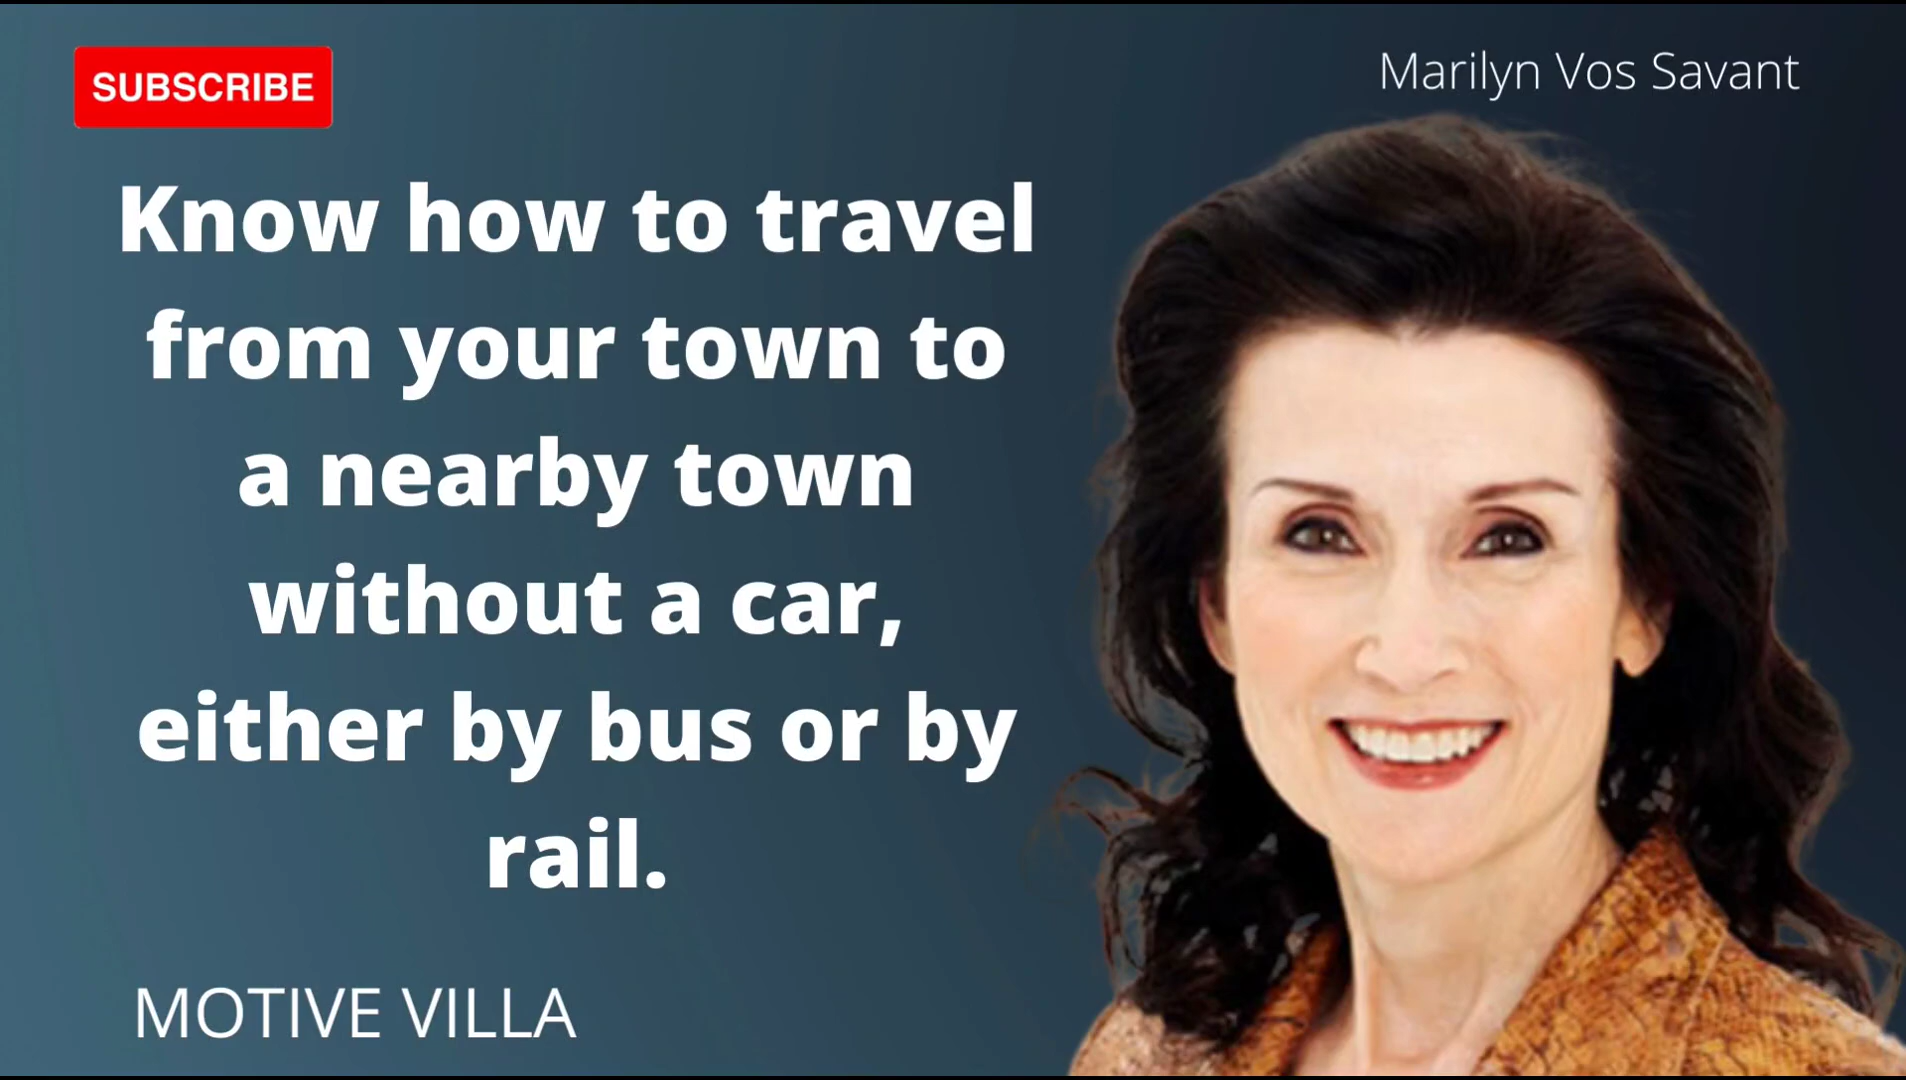 SUBSCRIBE
Marilyn Vos Savant
Know how to travel
from your town to
a nearby town
without a car,
either by bus or by
rail.
MOTIVE VILLA